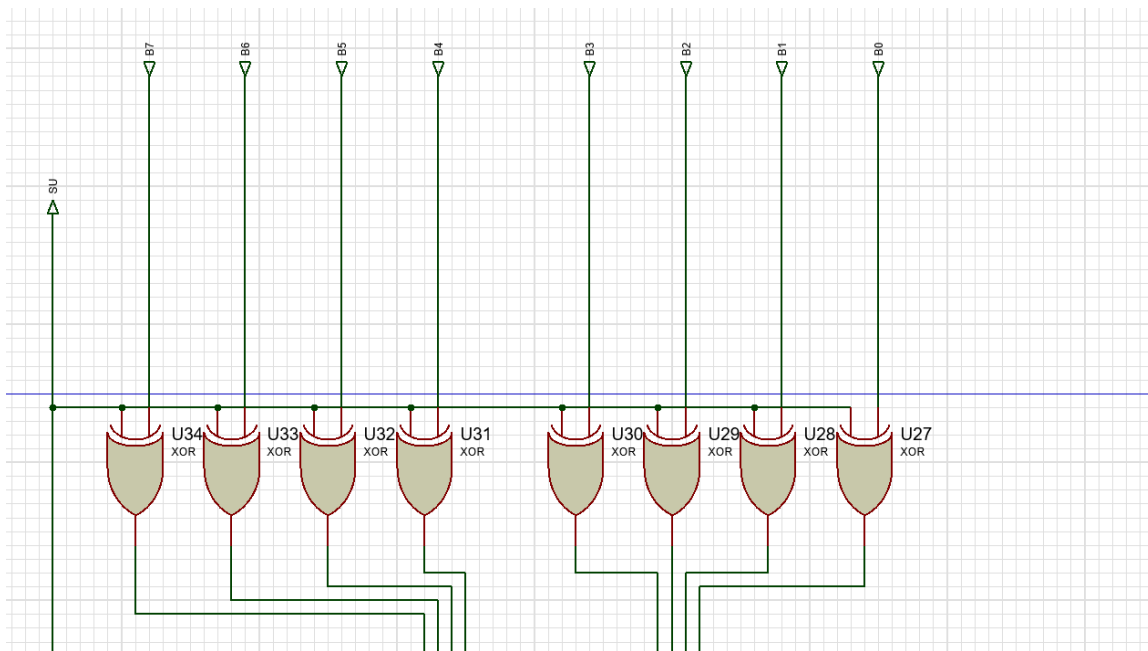 B7
B6
B5
B4
B3
B2
B1
B0
SU
U34
XOR
U33
XOR
U32
XOR
U31
XOR
U30
XOR
U29
XOR
U28
XOR
U27
XOR